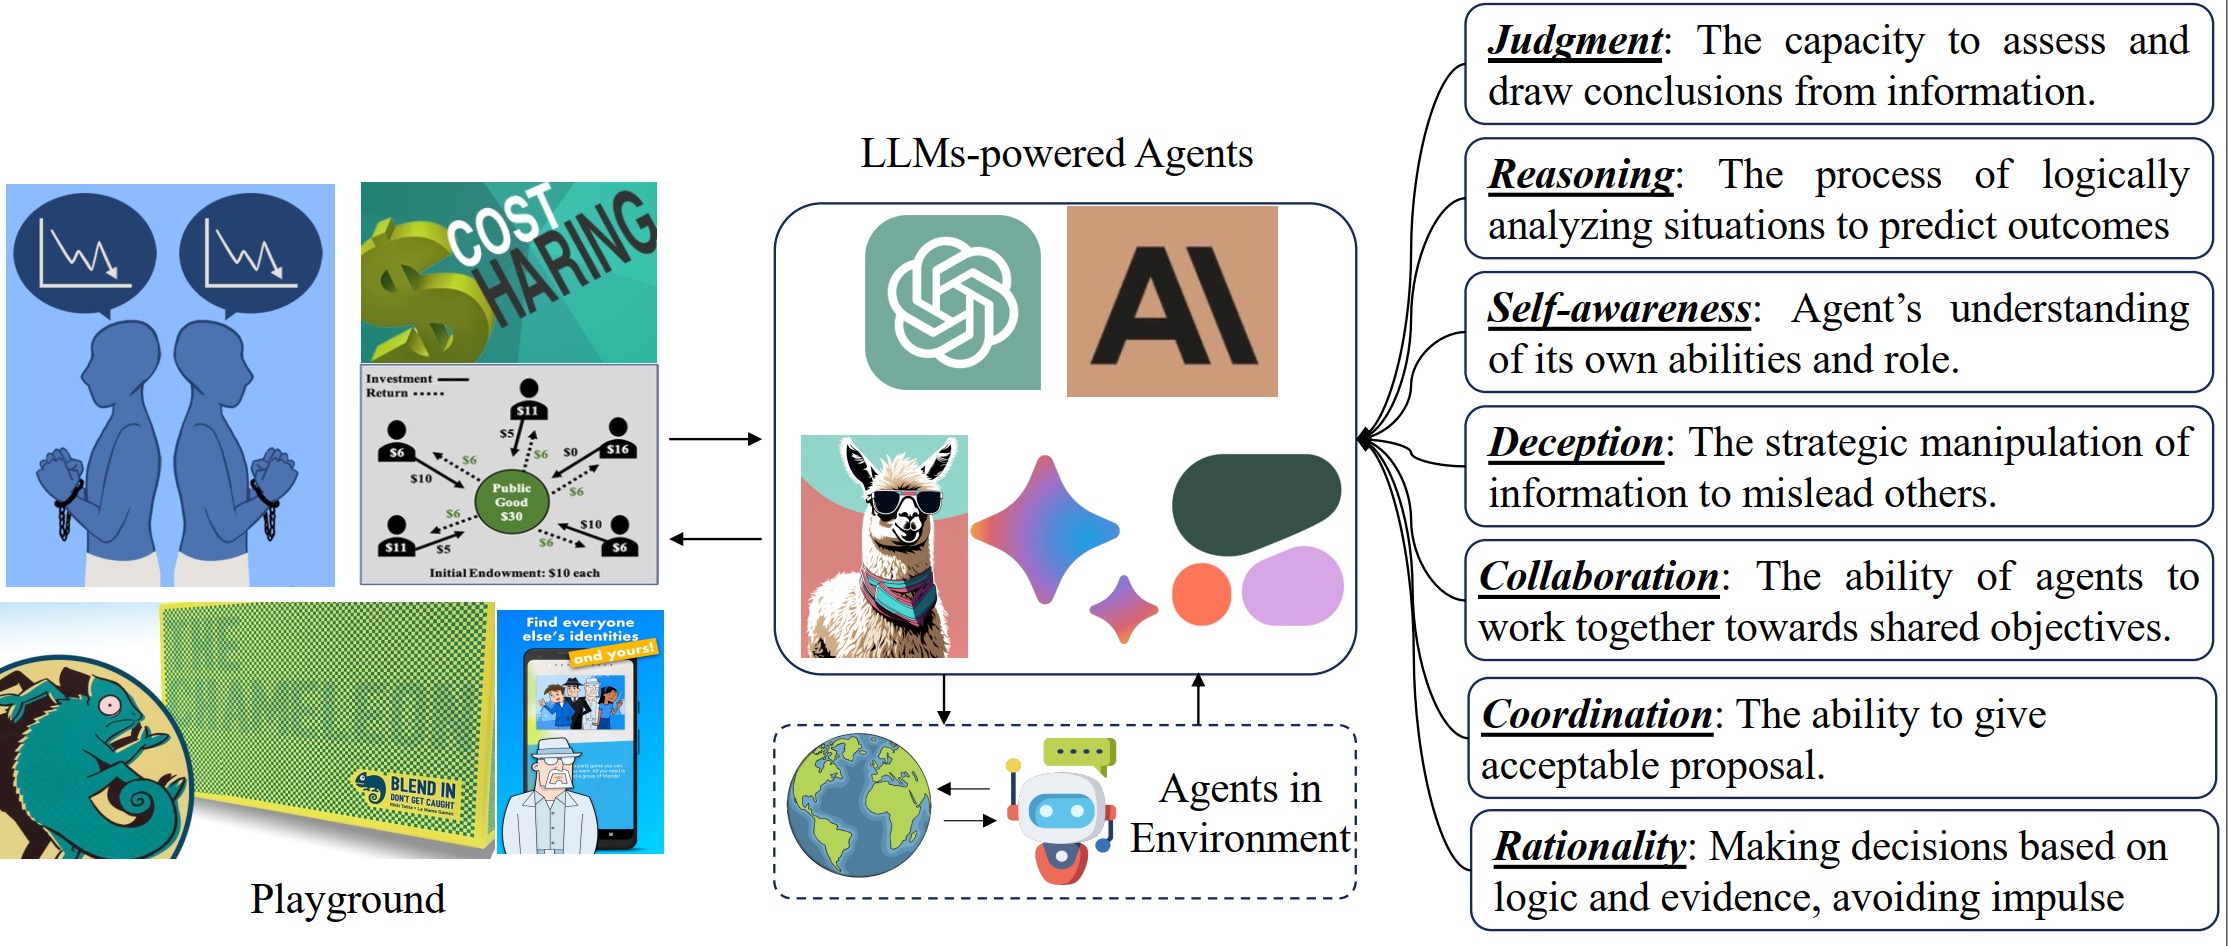 COST
SHARING
Investment
Return
$11
$5
$6
$6
$0
$16
$6
$10
$6
Public
Good
$30
$6
$10
$11
$5
$6
$6
Initial Endowment: $10 each
BLEND IN
DON'T GET CAUGHT
Find everyone
else's identities
and yours!
Playground
LLMs-powered Agents
AI
Agents in
Environment
Judgment: The capacity to assess and
draw conclusions from information.
Reasoning: The process of logically
analyzing situations to predict outcomes
Self-awareness: Agent's understanding
of its own abilities and role.
Deception: The strategic manipulation of
information to mislead others.
Collaboration: The ability of agents to
work together towards shared objectives.
Coordination: The ability to give
acceptable proposal.
Rationality: Making decisions based on
logic and evidence, avoiding impulse